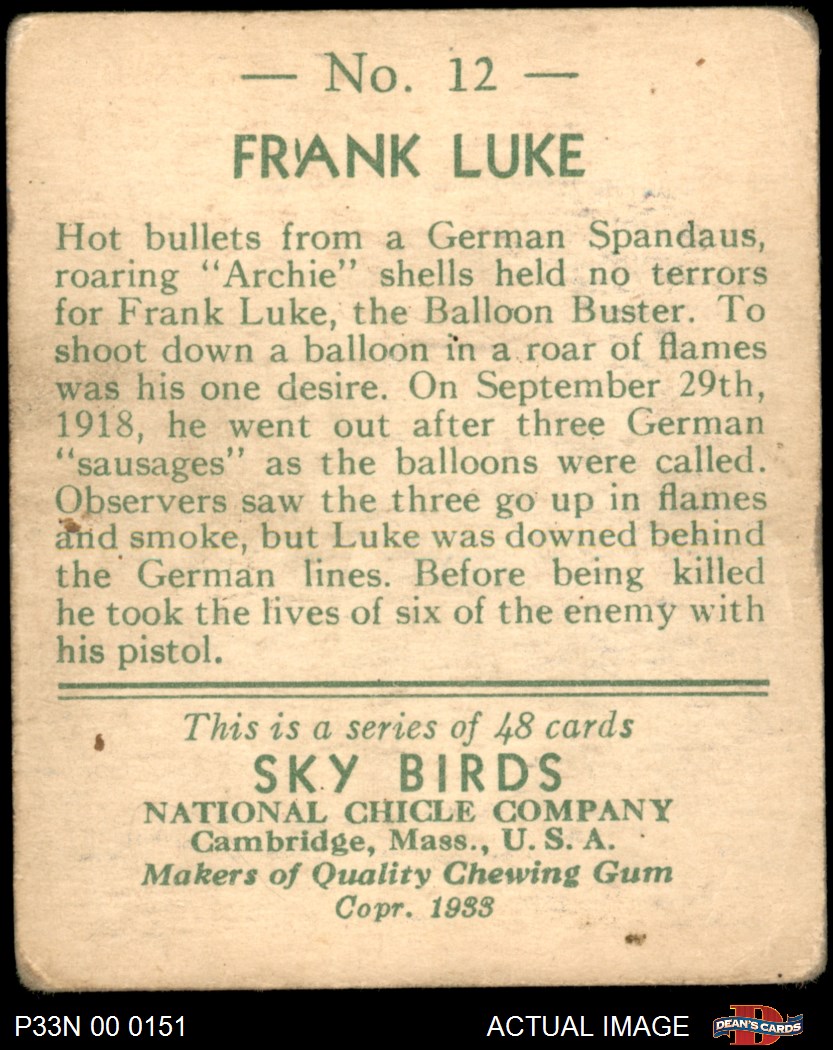 — No. 12 —
FRANK LUKE
Hot bullets from a German Spandaus,
roaring "Archie" shells held no terrors
for Frank Luke, the Balloon Buster. To
shoot down a balloon in a roar of flames
was his one desire. On September 29th,
1918, he went out after three German
"sausages" as the balloons were called.
Observers saw the three go up in flames
and smoke, but Luke was downed behind
the German lines. Before being killed
he took the lives of six of the enemy with
his pistol.
This is a series of 48 cards
SKY BIRDS
NATIONAL CHICLE COMPANY
Cambridge, Mass., U. S. A.
Makers of Quality Chewing Gum
Copr. 1933
P33N 00 0151
ACTUAL IMAGE
D
DEAN'S CARDS